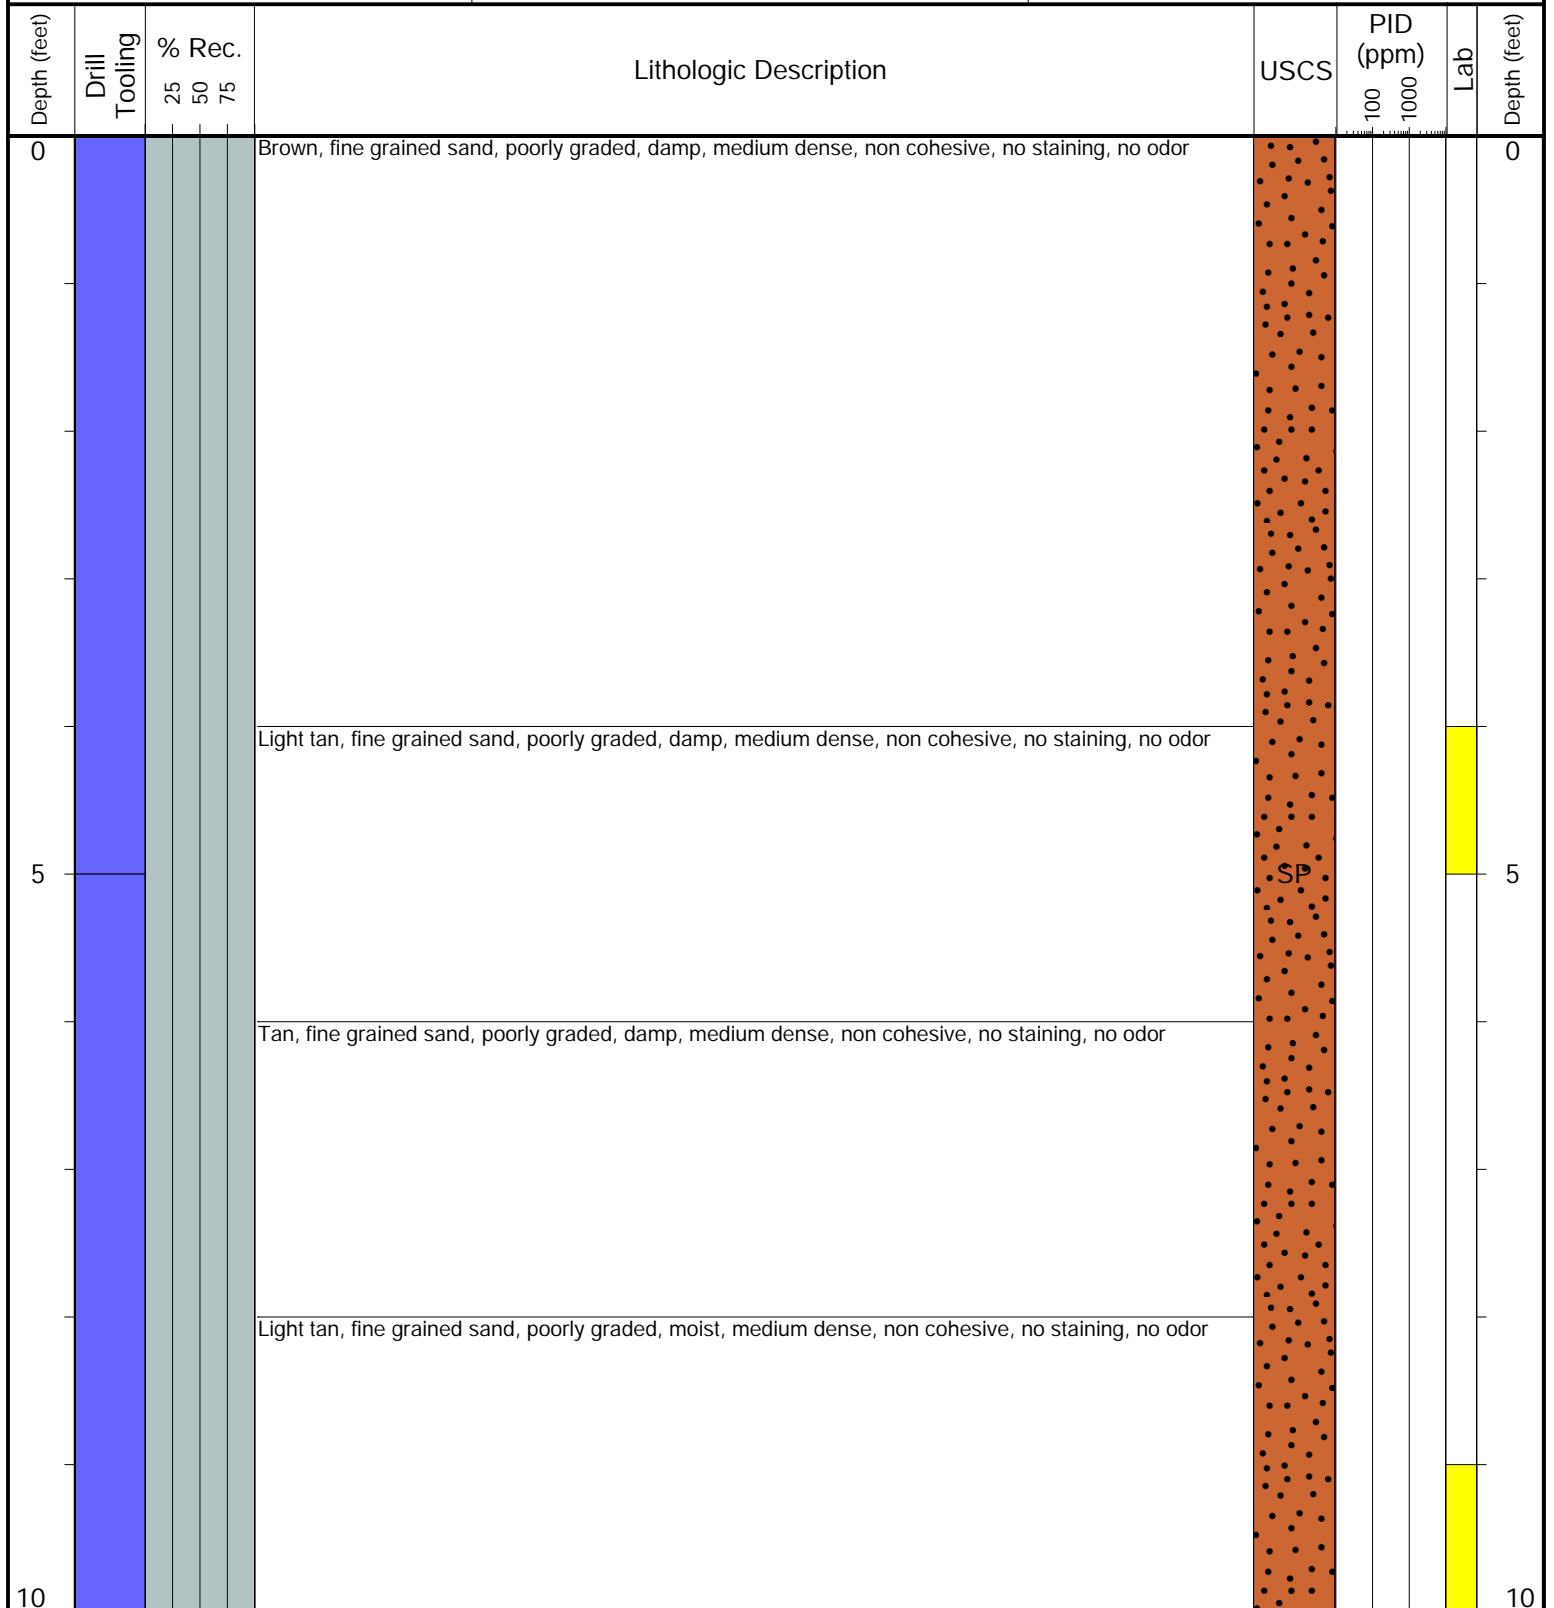 Depth (feet)
Drill
Tooling
% Rec.
25
50
75
Lithologic Description
USCS
PID
(ppm)
100
1000
Lab
Depth (feet)
0
Brown, fine grained sand, poorly graded, damp, medium dense, non cohesive, no staining, no odor
0
Light tan, fine grained sand, poorly graded, damp, medium dense, non cohesive, no staining, no odor
5
SP
5
Tan, fine grained sand, poorly graded, damp, medium dense, non cohesive, no staining, no odor
Light tan, fine grained sand, poorly graded, moist, medium dense, non cohesive, no staining, no odor
10
10